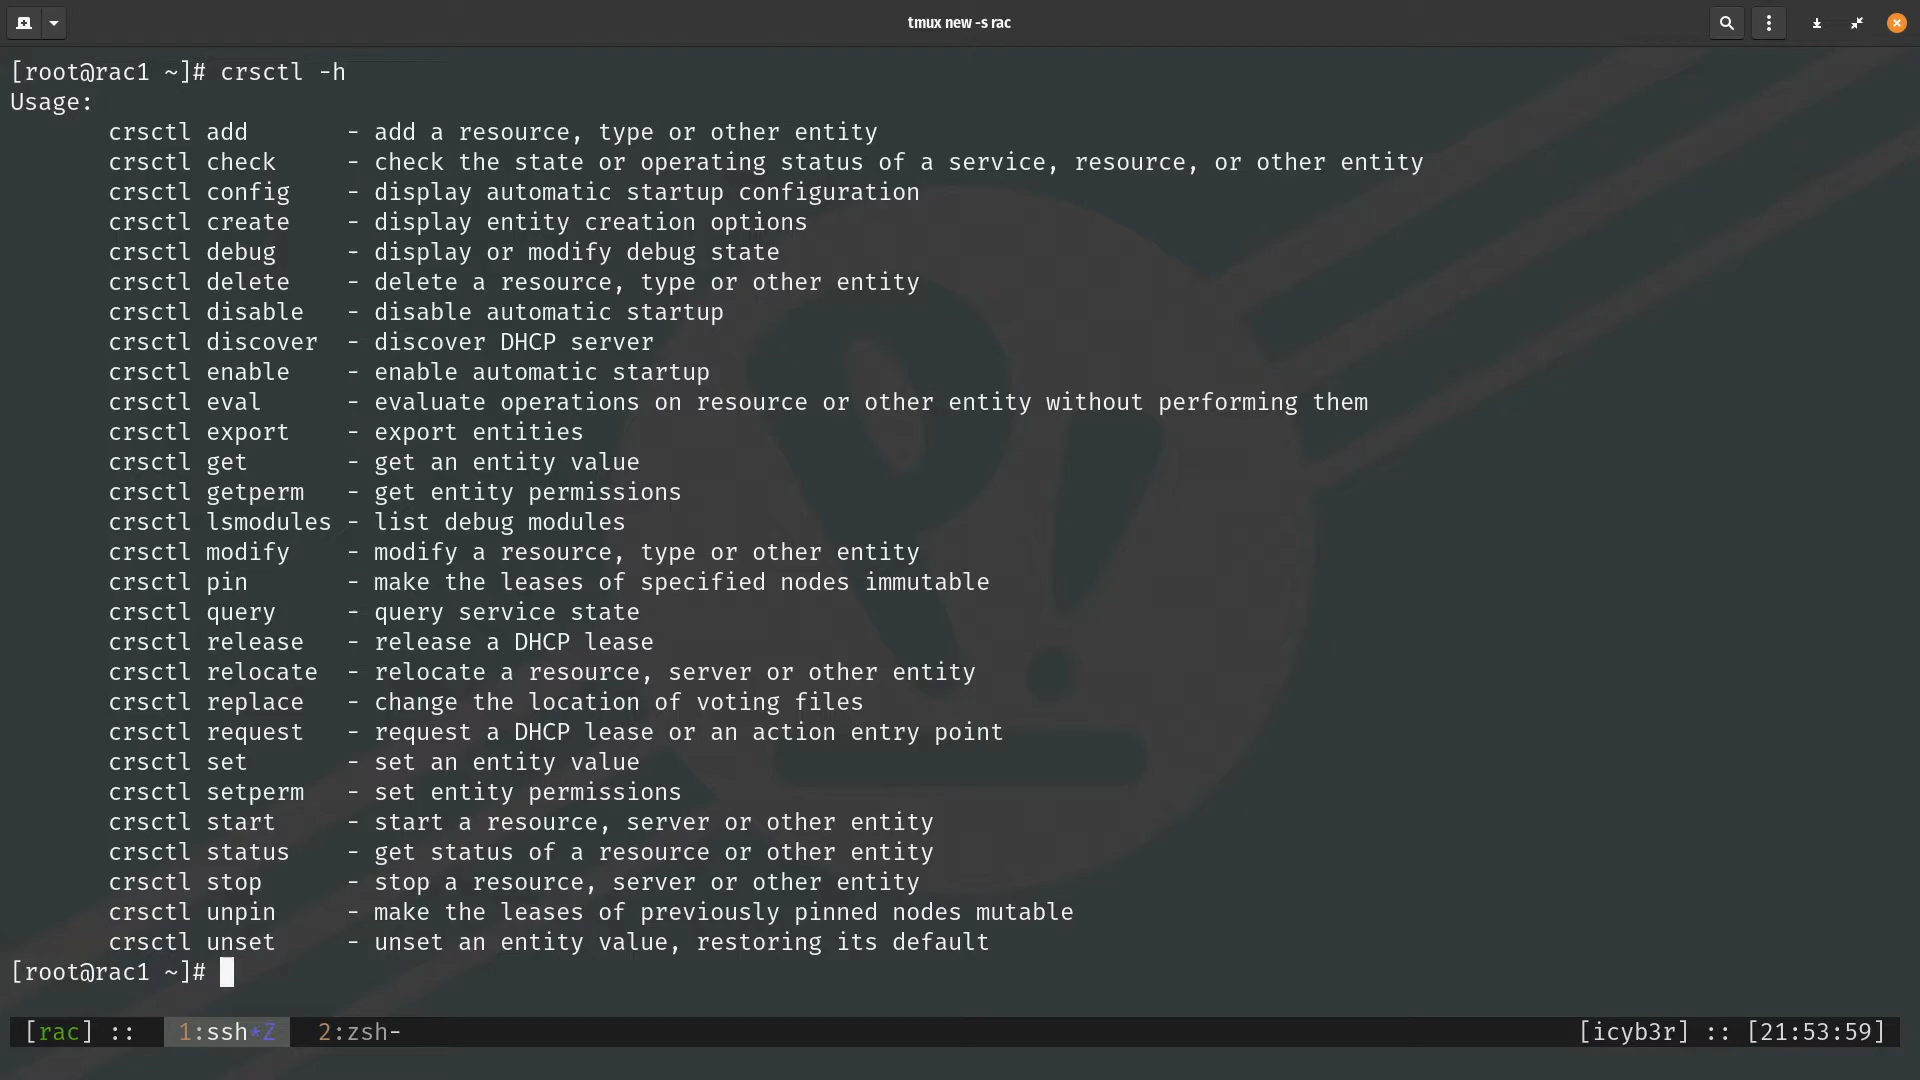 tmux new -s rac
[root@rac1 ~]# crsctl -h
Usage:
crsctl add - add a resource, type or other entity
crsctl check - check the state or operating status of a service, resource, or other entity
crsctl config - display automatic startup configuration
crsctl create - display entity creation options
crsctl debug - display or modify debug state
crsctl delete - delete a resource, type or other entity
crsctl disable - disable automatic startup
crsctl discover - discover DHCP server
crsctl enable - enable automatic startup
crsctl eval - evaluate operations on resource or other entity without performing them
crsctl export - export entities
crsctl get - get an entity value
crsctl getperm - get entity permissions
crsctl lsmodules - list debug modules
crsctl modify - modify a resource, type or other entity
crsctl pin - make the leases of specified nodes immutable
crsctl query - query service state
crsctl release - release a DHCP lease
crsctl relocate - relocate a resource, server or other entity
crsctl replace - change the location of voting files
crsctl request - request a DHCP lease or an action entry point
crsctl set - set an entity value
crsctl setperm - set entity permissions
crsctl start - start a resource, server or other entity
crsctl status - get status of a resource or other entity
crsctl stop - stop a resource, server or other entity
crsctl unpin - make the leases of previously pinned nodes mutable
crsctl unset - unset an entity value, restoring its default
[root@rac1 ~]#
[rac] :: 1:ssh*Z 2:zsh- [icyb3r] :: [21:53:59]